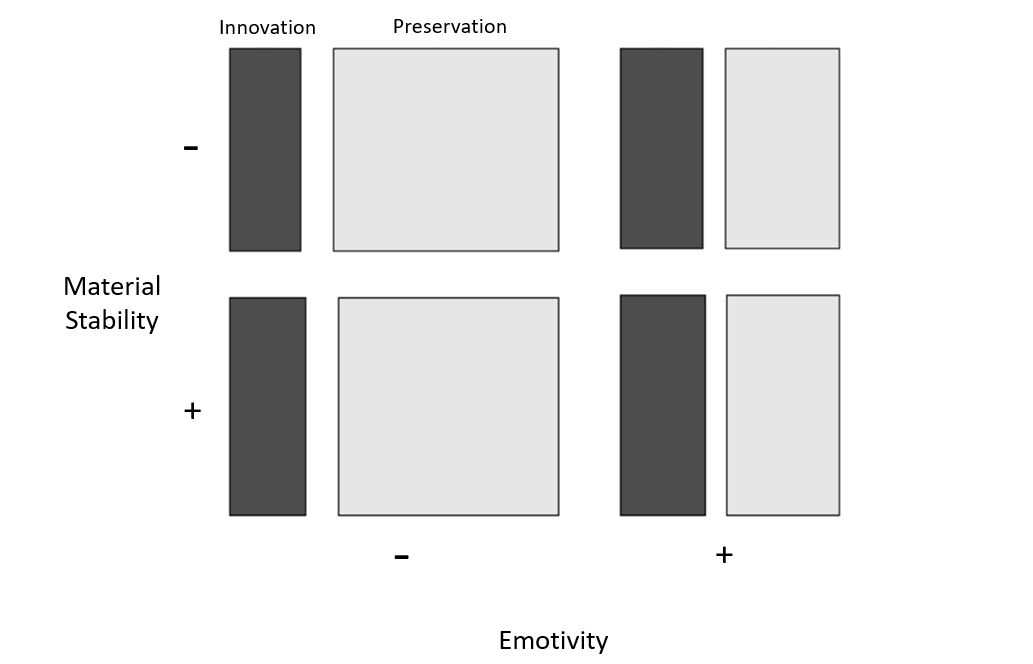 Innovation
Preservation
-
Material
Stability
+
-
+
Emotivity